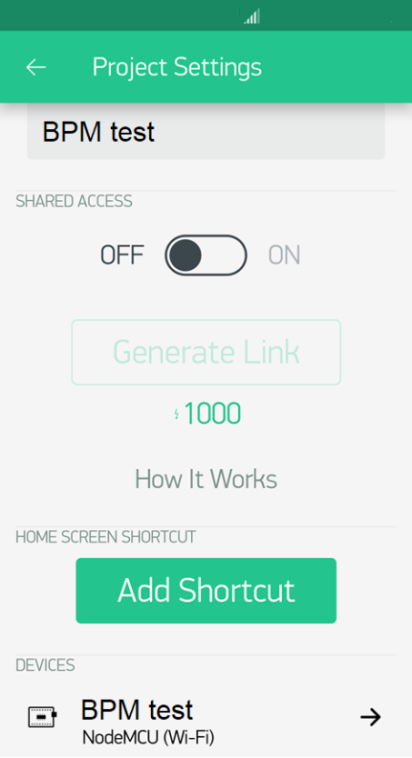 Project Settings
BPM test
SHARED ACCESS
OFF ON
Generate Link
1000
How It Works
HOME SCREEN SHORTCUT
Add Shortcut
DEVICES
BPM test
NodeMCU (Wi-Fi)